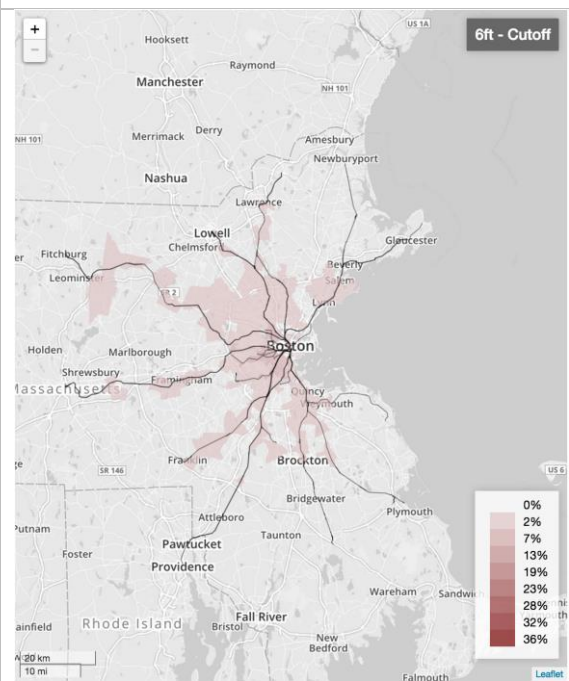 +
−
6ft - Cutoff
US 1A
Hooksett
Raymond
Manchester
NH 101
NH 101
Derry
Merrimack
Amesbury
Newburyport
Nashua
Lawrence
Lowell
Chelmsford
Gloucester
Fitchburg
Beverly
Leominster
Salem
SR 2
Lynn
Boston
Holden
Marlborough
Shrewsbury
Framingham
Massachusetts
Quincy
Weymouth
Franklin
Brockton
SR 146
US 6
Bridgewater
Plymouth
Attleboro
Taunton
Putnam
Pawtucket
Foster
Providence
Wareham
Sandwich
Fall River
Rhode Island
Bristol
New
Bedford
Falmouth
20 km
10 mi
0%
2%
7%
13%
19%
23%
28%
32%
36%
Leaflet